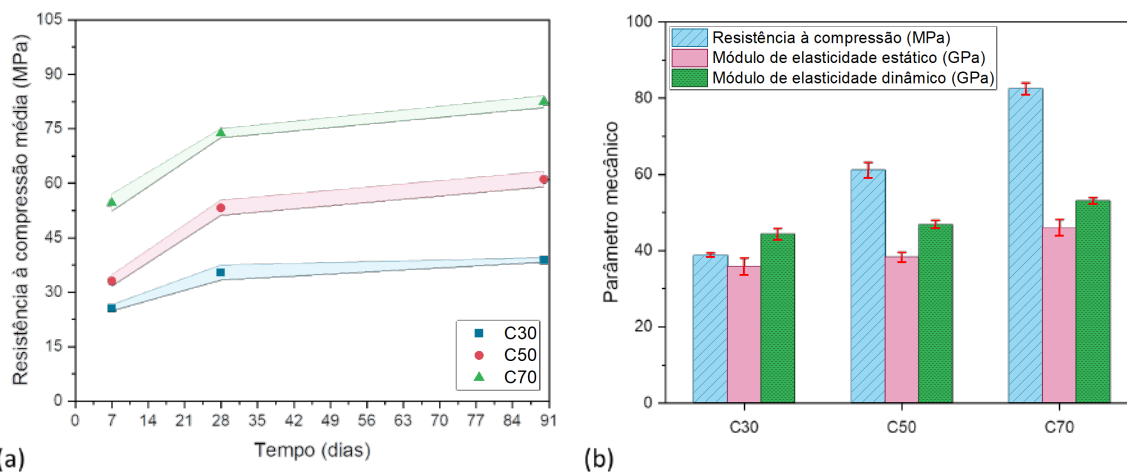 Resistência à compressão média (MPa)
105
90
75
60
45
30
15
0
0 7 14 21 28 35 42 49 56 63 70 77 84 91
Tempo (dias)
C30
C50
C70
(a)
Parâmetro mecânico
100
80
60
40
20
0
Resistência à compressão (MPa)
Módulo de elasticidade estático (GPa)
Módulo de elasticidade dinâmico (GPa)
C30 C50 C70
(b)